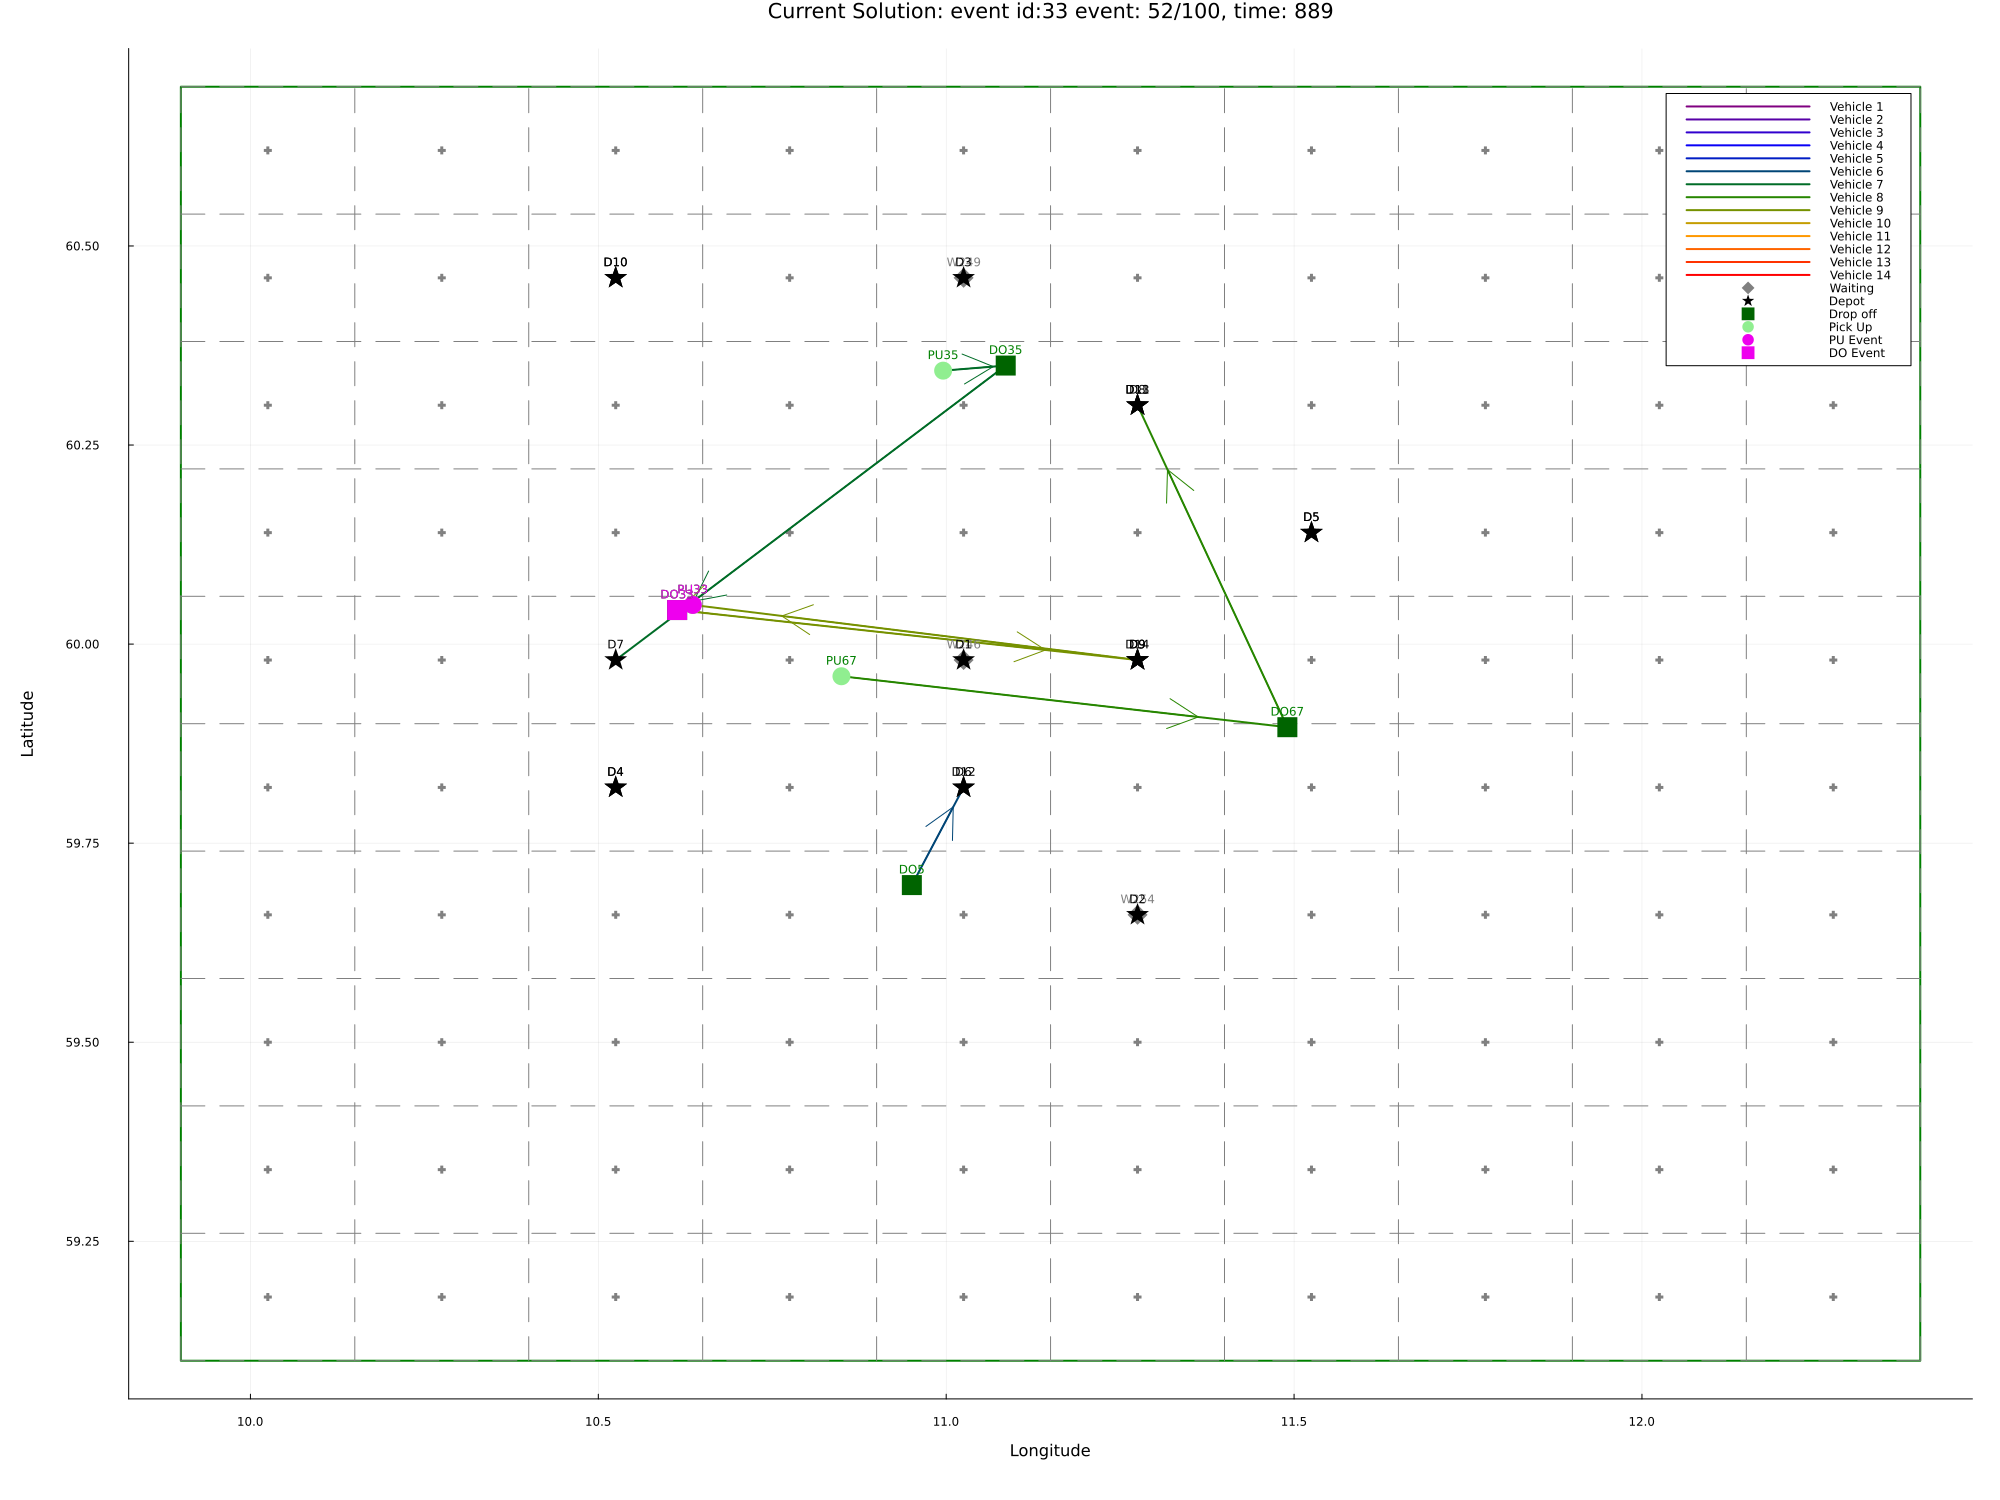 Current Solution: event id:33 event: 52/100, time: 889
Vehicle 1
Vehicle 2
Vehicle 3
Vehicle 4
Vehicle 5
Vehicle 6
Vehicle 7
Vehicle 8
Vehicle 9
Vehicle 10
Vehicle 11
Vehicle 12
Vehicle 13
Vehicle 14
Waiting
Depot
Drop off
Pick Up
PU Event
DO Event
60.50
60.25
60.00
59.75
59.50
59.25
Latitude
D10
D3
PU35
DO35
D5
PU33
DO33
D7
D1
PU67
DO67
D4
DO5
D2
10.0
10.5
11.0
11.5
12.0
Longitude